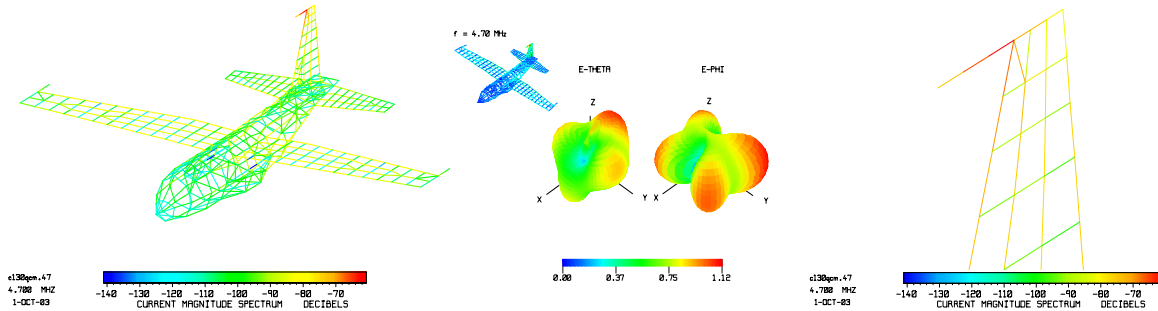 f = 4.70 MHz
E-THETA E-PHI
Z Z
X Y X Y
c130qcm.47
4.700 MHZ
1-OCT-03
-140 -130 -120 -110 -100 -90 -80 -70
CURRENT MAGNITUDE SPECTRUM DECIBELS
0.00 0.37 0.75 1.12
c130qcm.47
4.700 MHZ
1-OCT-03
-140 -130 -120 -110 -100 -90 -80 -70
CURRENT MAGNITUDE SPECTRUM DECIBELS